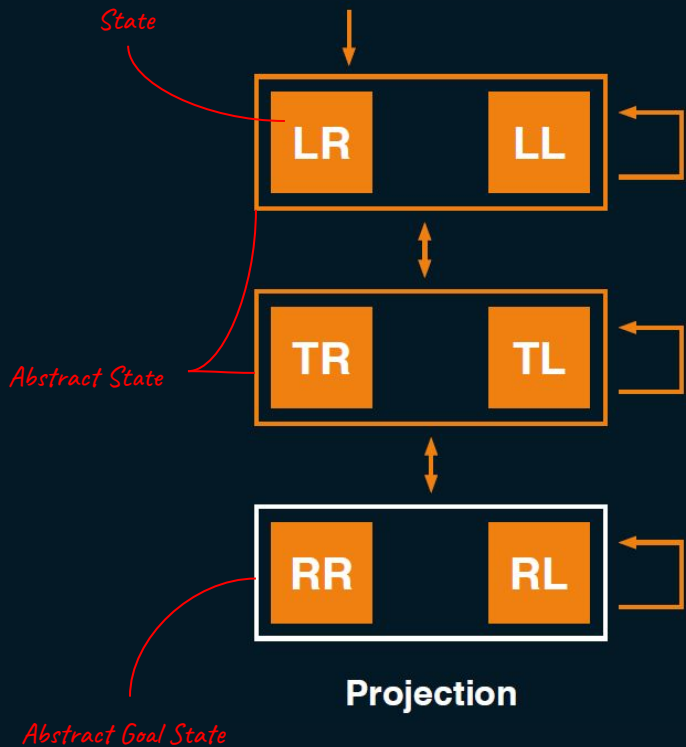 State
LR LL
Abstract State
TR TL
RR RL
Projection
Abstract Goal State